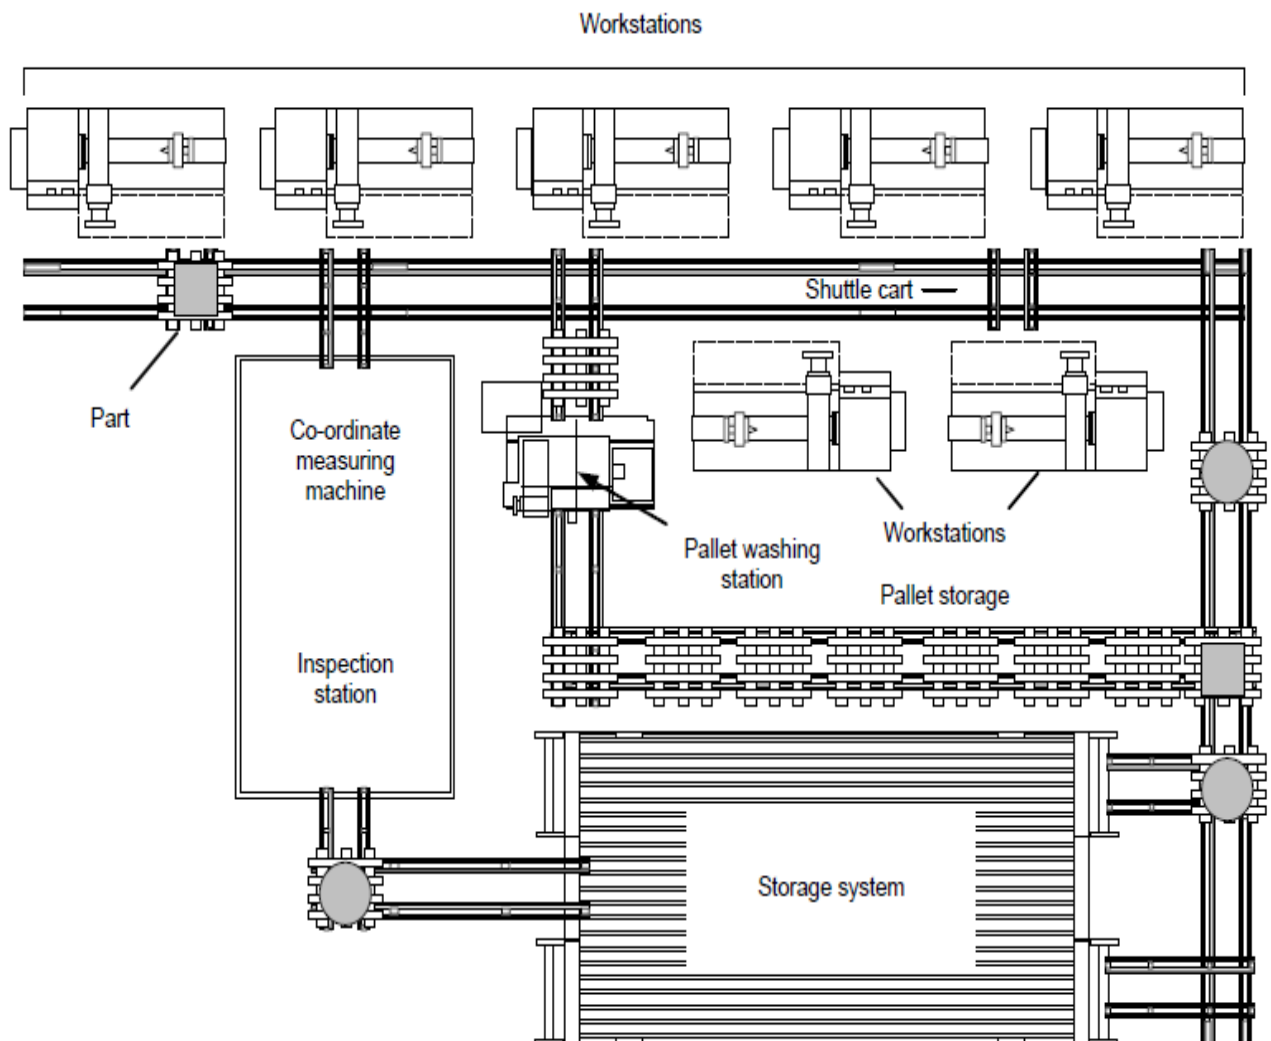 Workstations
Shuttle cart
Part
Co-ordinate
measuring
machine
Workstations
Pallet washing
station
Pallet storage
Inspection
station
Storage system